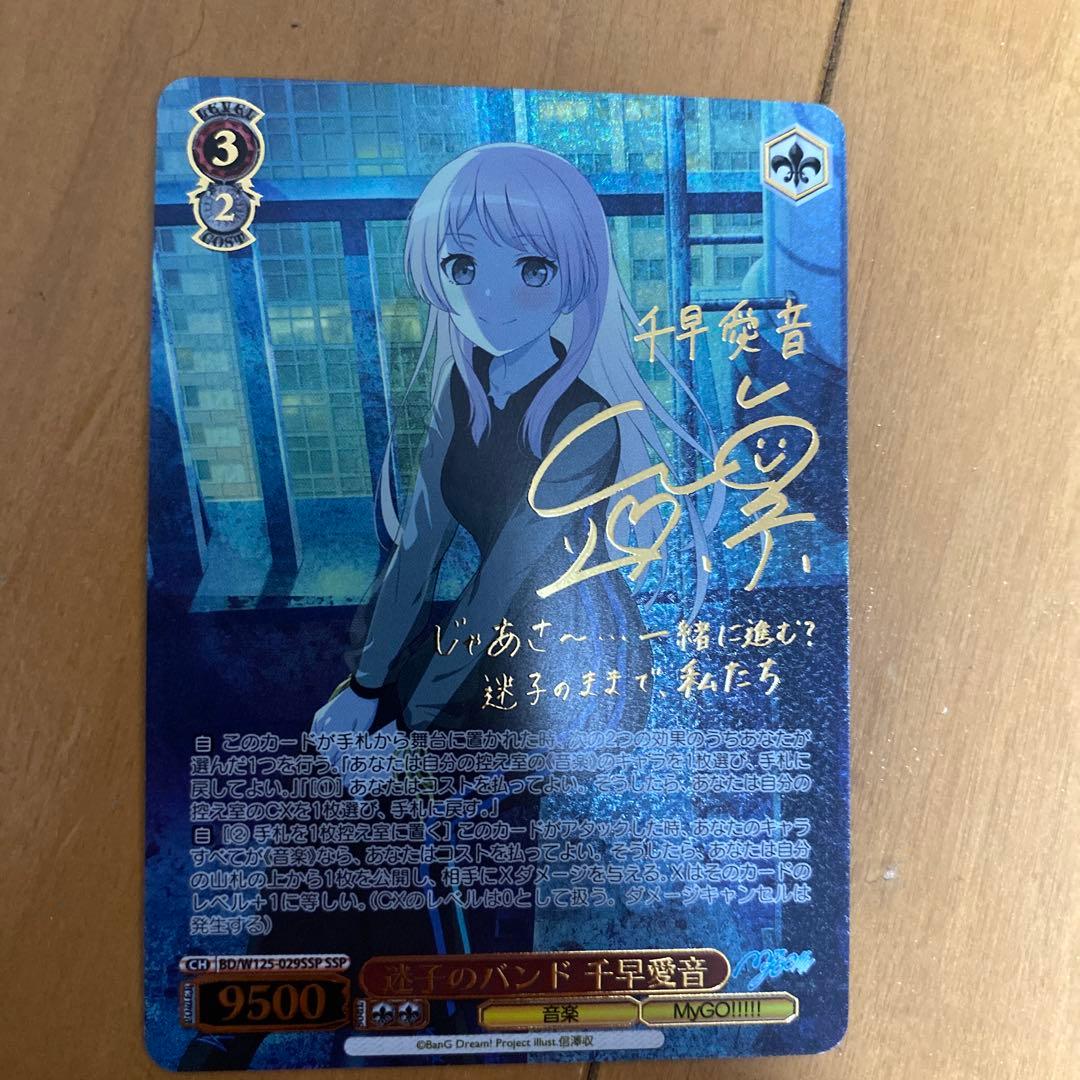 LEVEL
3
2
COST
千早愛音
じゃあさ〜…一緒に進む?
迷子のままで、私たち
自 このカードが手札から舞台に置かれた時、次の2つの効果のうちあなたが
選んだ1つを行う。『あなたは自分の控え室の《音楽》のキャラを1枚選び、手札に
戻してよい。』『[①] あなたはコストを払ってよい。そうしたら、あなたは自分の
控え室のCXを1枚選び、手札に戻す。』
自 [② 手札を1枚控え室に置く] このカードがアタックした時、あなたのキャラ
すべてが《音楽》なら、あなたはコストを払ってよい。そうしたら、あなたは自分
の山札の上から1枚を公開し、相手にXダメージを与える。Xはそのカードの
レベル+1に等しい。(CXのレベルは0として扱う。ダメージキャンセルは
発生する)
CH BD/W125-029SSP SSP
迷子のバンド 千早愛音
POWER 9500 SOUL
音楽 MyGO!!!!!
©BanG Dream! Project illust.信澤収